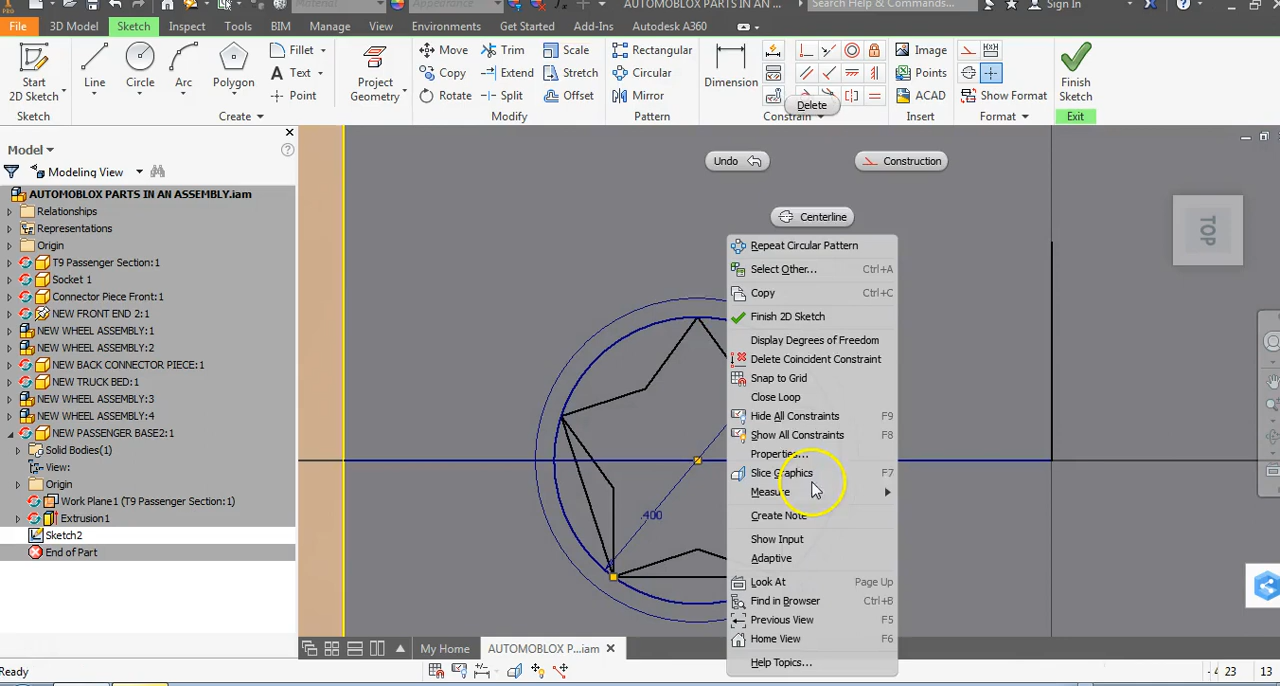 AUTOMOBLOX PARTS IN AN ...
Search Help & Commands...
Sign In
PRO
Material
Appearance
File
3D Model
Sketch
Inspect
Tools
BIM
Manage
View
Environments
Get Started
Add-Ins
Autodesk A360
Start
2D Sketch
Line
Circle
Arc
Polygon
Fillet
Text
Point
Project
Geometry
Move
Copy
Rotate
Trim
Extend
Split
Scale
Stretch
Offset
Rectangular
Circular
Mirror
Dimension
Delete
Image
Points
ACAD
Show Format
Finish
Sketch
Sketch
Create
Modify
Pattern
Constrain
Insert
Format
Exit
Model
Modeling View
AUTOMOBLOX PARTS IN AN ASSEMBLY.iam
Relationships
Representations
Origin
T9 Passenger Section:1
Socket 1
Connector Piece Front:1
NEW FRONT END 2:1
NEW WHEEL ASSEMBLY:1
NEW WHEEL ASSEMBLY:2
NEW BACK CONNECTOR PIECE:1
NEW TRUCK BED:1
NEW WHEEL ASSEMBLY:3
NEW WHEEL ASSEMBLY:4
NEW PASSENGER BASE2:1
Solid Bodies(1)
View:
Origin
Work Plane1 (T9 Passenger Section:1)
Extrusion1
Sketch2
End of Part
Undo
Construction
Centerline
Repeat Circular Pattern
Select Other... Ctrl+A
Copy Ctrl+C
Finish 2D Sketch
Display Degrees of Freedom
Delete Coincident Constraint
Snap to Grid
Close Loop
Hide All Constraints F9
Show All Constraints F8
Properties...
Slice Graphics F7
Measure
Create Note
Show Input
Adaptive
Look At Page Up
Find in Browser Ctrl+B
Previous View F5
Home View F6
Help Topics...
.400
TOP
My Home
AUTOMOBLOX P...iam
Ready
23
13